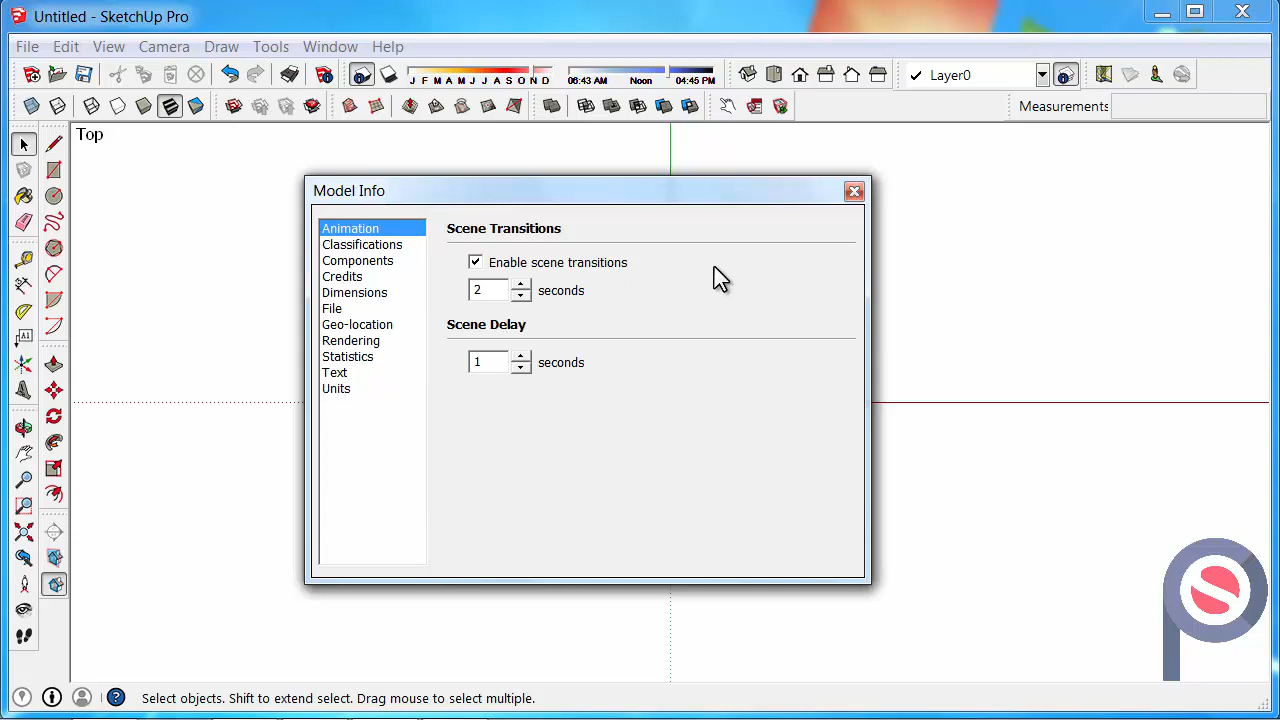 Untitled - SketchUp Pro
File Edit View Camera Draw Tools Window Help
J F M A M J J A S O N D
06:43 AM Noon 04:45 PM
Layer0
Measurements
Top
Model Info
Animation
Classifications
Components
Credits
Dimensions
File
Geo-location
Rendering
Statistics
Text
Units
Scene Transitions
Enable scene transitions
2 seconds
Scene Delay
1 seconds
Select objects. Shift to extend select. Drag mouse to select multiple.